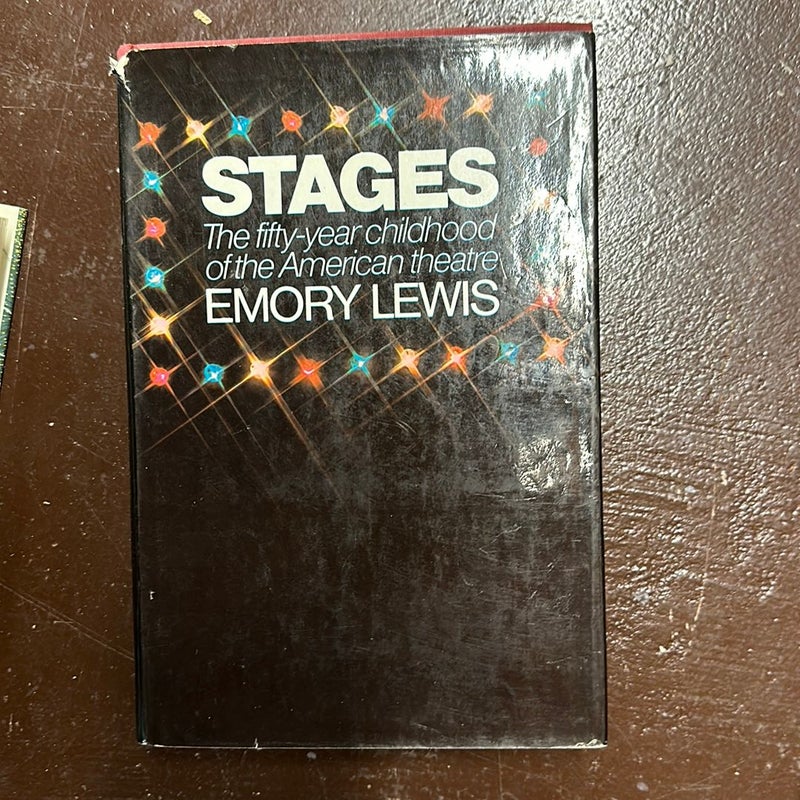 STAGES
The fifty-year childhood
of the American theatre
EMORY LEWIS